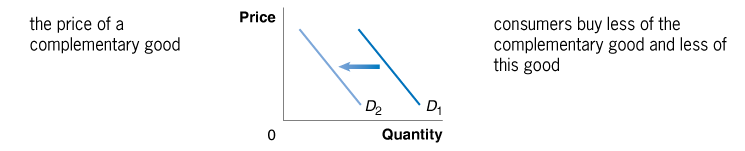 the price of a
complementary good
Price
D2
D1
0
Quantity
consumers buy less of the
complementary good and less of
this good